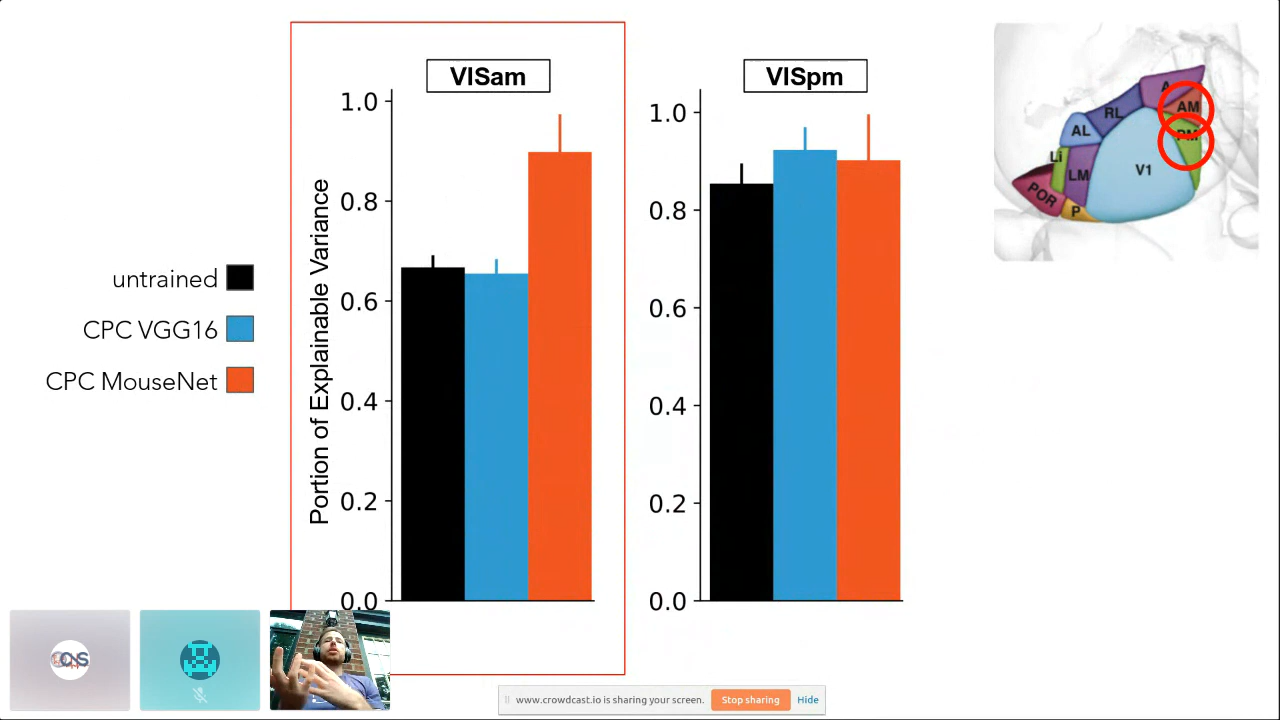 VISam
VISpm
Portion of Explainable Variance
1.0
0.8
0.6
0.4
0.2
0.0
1.0
0.8
0.6
0.4
0.2
0.0
untrained
CPC VGG16
CPC MouseNet
A
AM
RL
AL
PM
Li
LM
V1
POR
P
www.crowdcast.io is sharing your screen. Stop sharing Hide